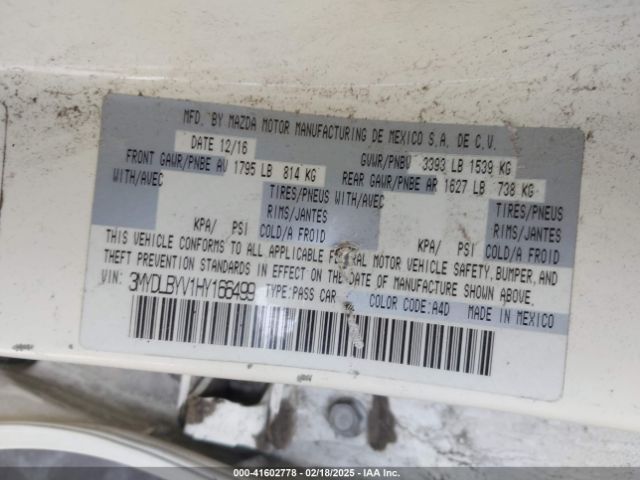 MFD. BY MAZDA MOTOR MANUFACTURING DE MEXICO S.A. DE C.V.
DATE 12/16 GVWR/PNBV 3393 LB 1539 KG
FRONT GAWR/PNBE AV 1795 LB 814 KG REAR GAWR/PNBE AR 1627 LB 738 KG
WITH/AVEC TIRES/PNEUS WITH/AVEC TIRES/PNEUS
RIMS/JANTES RIMS/JANTES
KPA/ PSI COLD/A FROID KPA/ PSI COLD/A FROID
THIS VEHICLE CONFORMS TO ALL APPLICABLE FEDERAL MOTOR VEHICLE SAFETY, BUMPER, AND
THEFT PREVENTION STANDARDS IN EFFECT ON THE DATE OF MANUFACTURE SHOWN ABOVE.
VIN: 3MYDLBYV1HY166499 TYPE:PASS CAR COLOR CODE:A4D MADE IN MEXICO
000-41602778 - 02/18/2025 - IAA Inc.